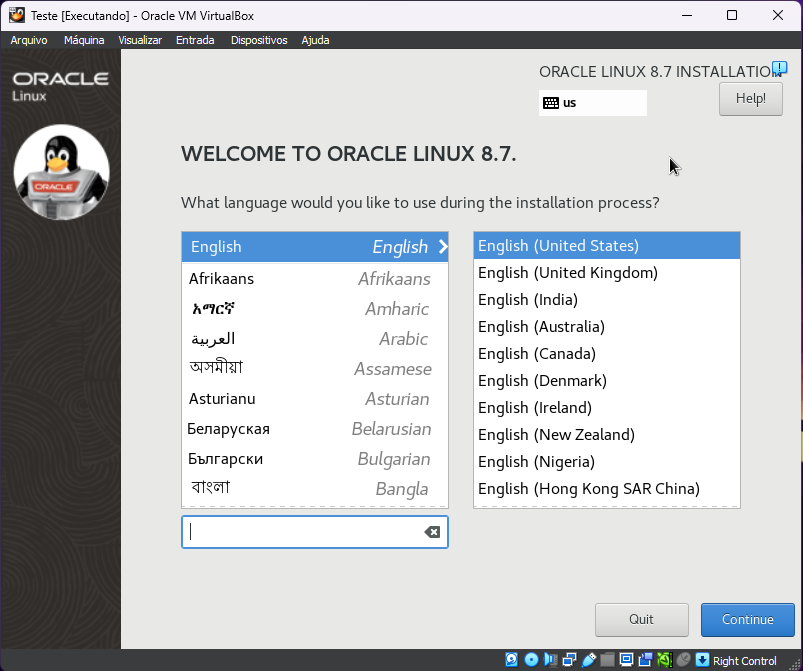 Teste [Executando] - Oracle VM VirtualBox
Arquivo Máquina Visualizar Entrada Dispositivos Ajuda
ORACLE
Linux
ORACLE
ORACLE LINUX 8.7 INSTALLATION
us
Help!
WELCOME TO ORACLE LINUX 8.7.
What language would you like to use during the installation process?
English English
Afrikaans Afrikaans
አማርኛ Amharic
العربية Arabic
অসমীয়া Assamese
Asturianu Asturian
Беларуская Belarusian
Български Bulgarian
বাংলা Bangla
English (United States)
English (United Kingdom)
English (India)
English (Australia)
English (Canada)
English (Denmark)
English (Ireland)
English (New Zealand)
English (Nigeria)
English (Hong Kong SAR China)
Quit
Continue
Right Control